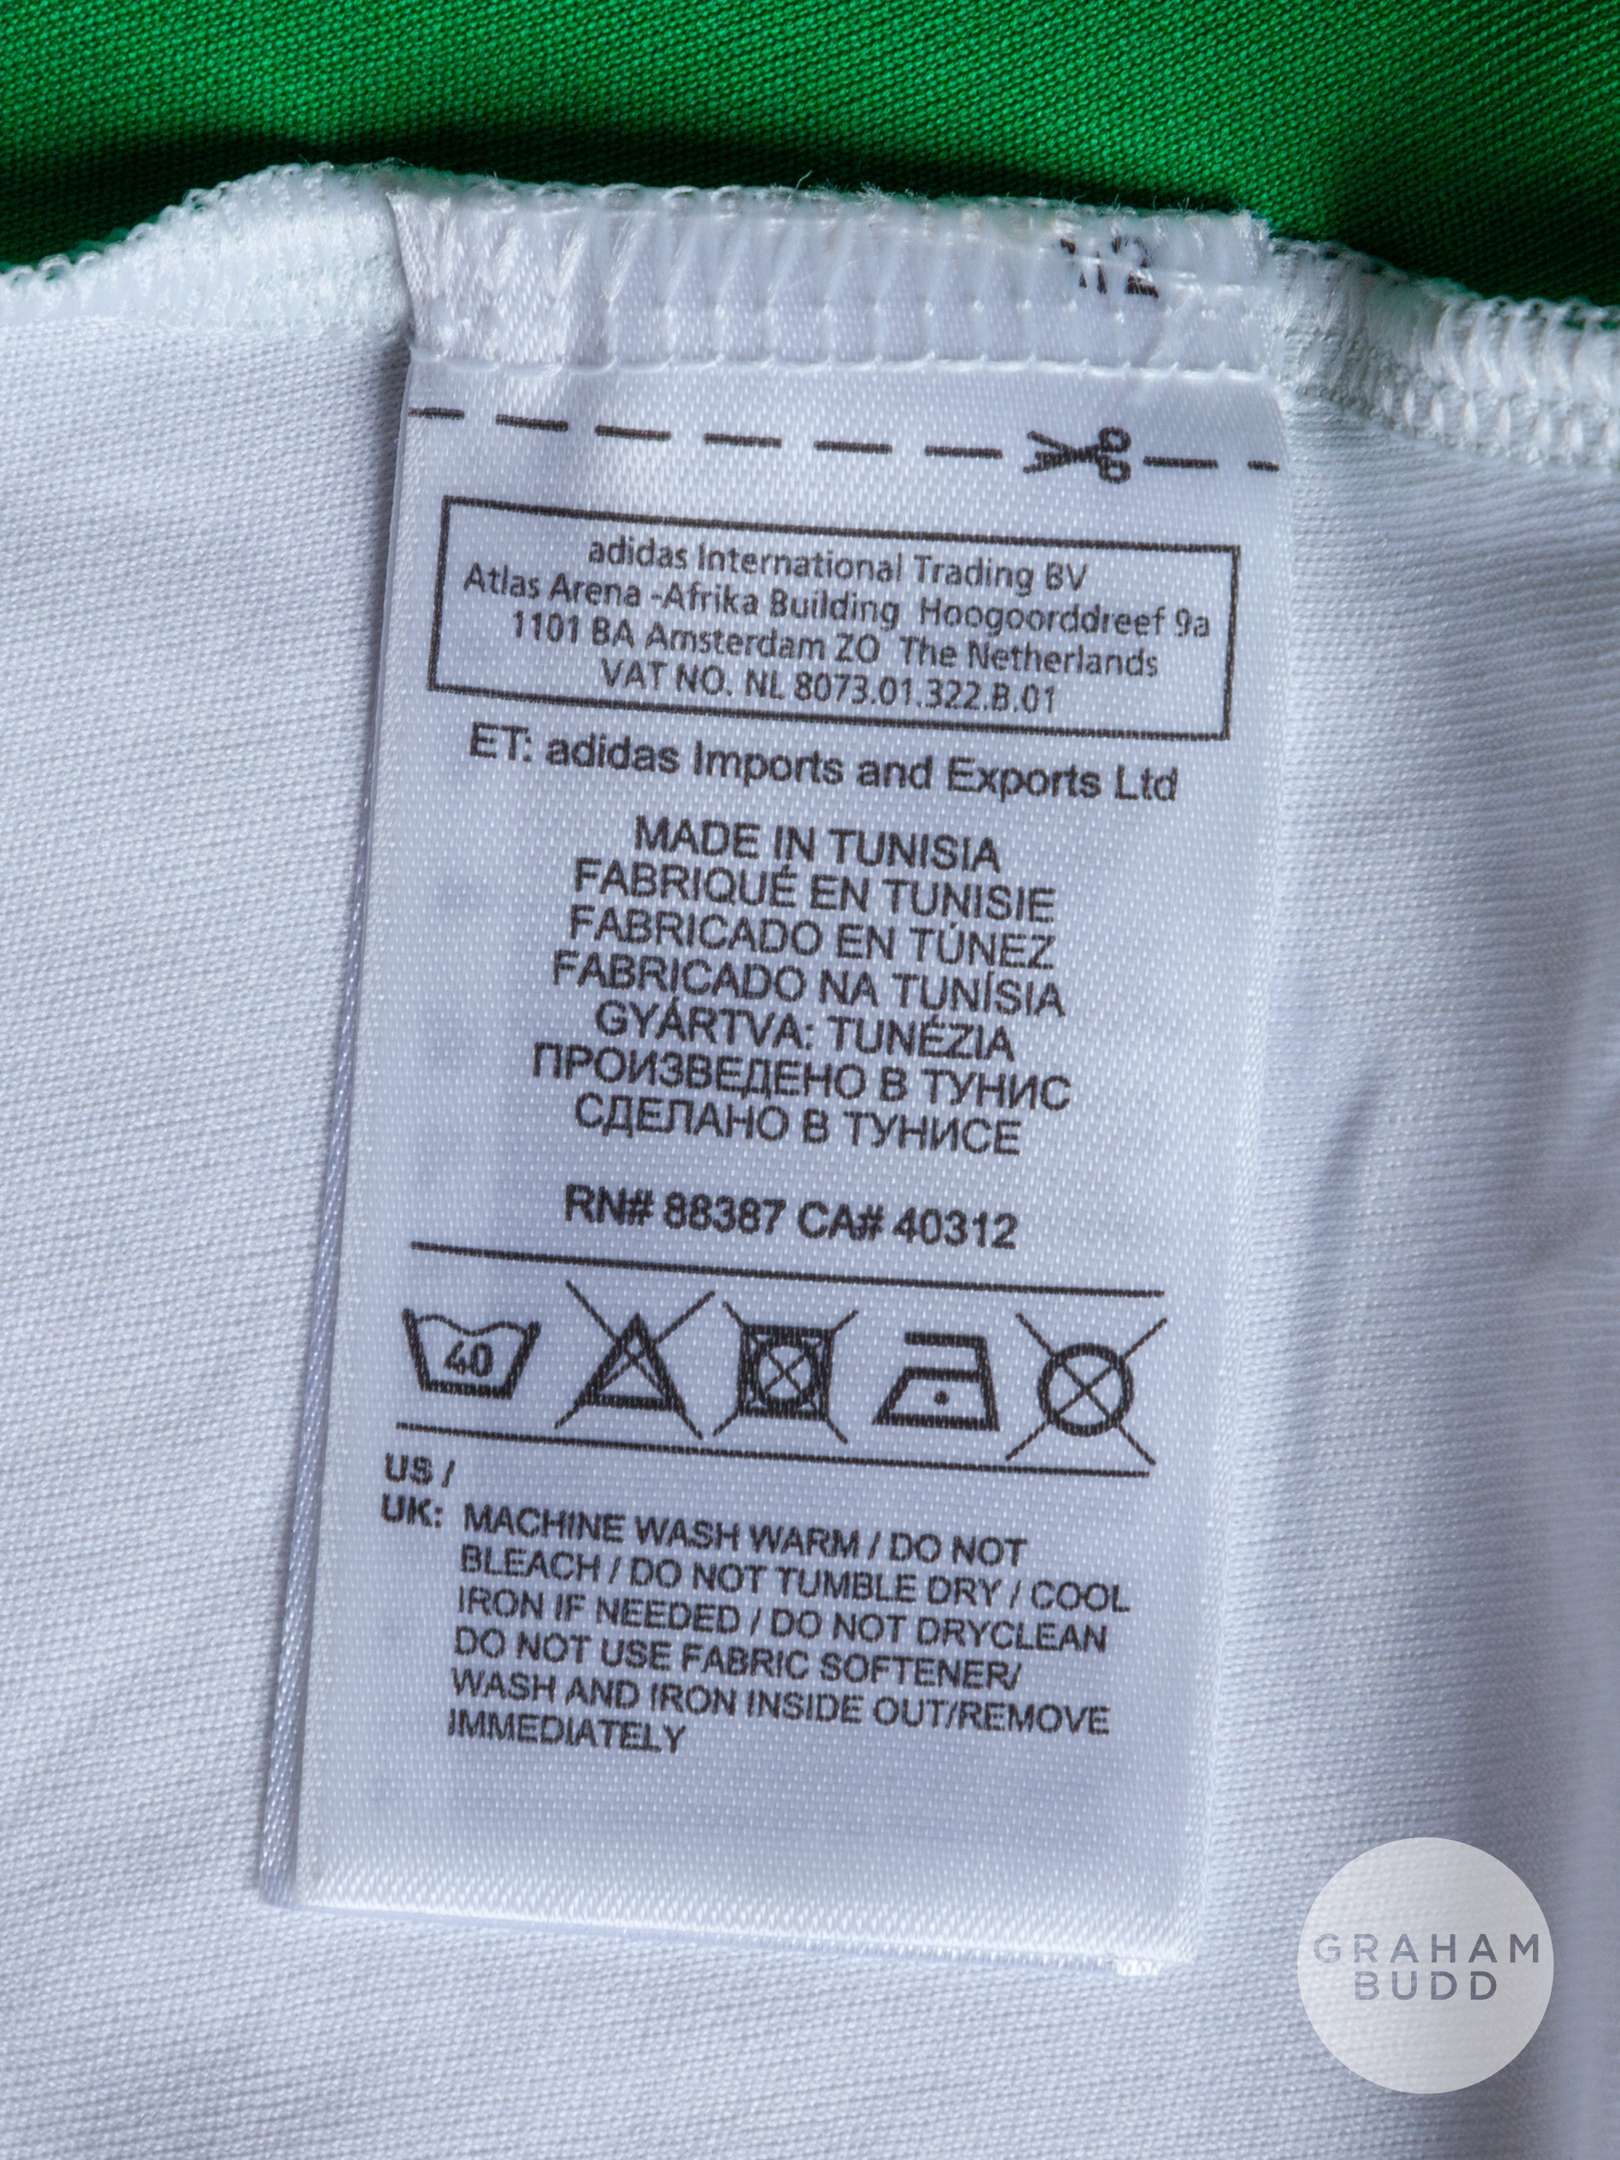 1/2
adidas International Trading BV
Atlas Arena -Afrika Building Hoogoorddreef 9a
1101 BA Amsterdam ZO The Netherlands
VAT NO. NL 8073.01.322.B.01
ET: adidas Imports and Exports Ltd
MADE IN TUNISIA
FABRIQUÉ EN TUNISIE
FABRICADO EN TÚNEZ
FABRICADO NA TUNÍSIA
GYÁRTVA: TUNÉZIA
ПРОИЗВЕДЕНО В ТУНИС
СДЕЛАНО В ТУНИСЕ
RN# 88387 CA# 40312
40
US /
UK: MACHINE WASH WARM / DO NOT
BLEACH / DO NOT TUMBLE DRY / COOL
IRON IF NEEDED / DO NOT DRYCLEAN
DO NOT USE FABRIC SOFTENER/
WASH AND IRON INSIDE OUT/REMOVE
IMMEDIATELY
GRAHAM
BUDD